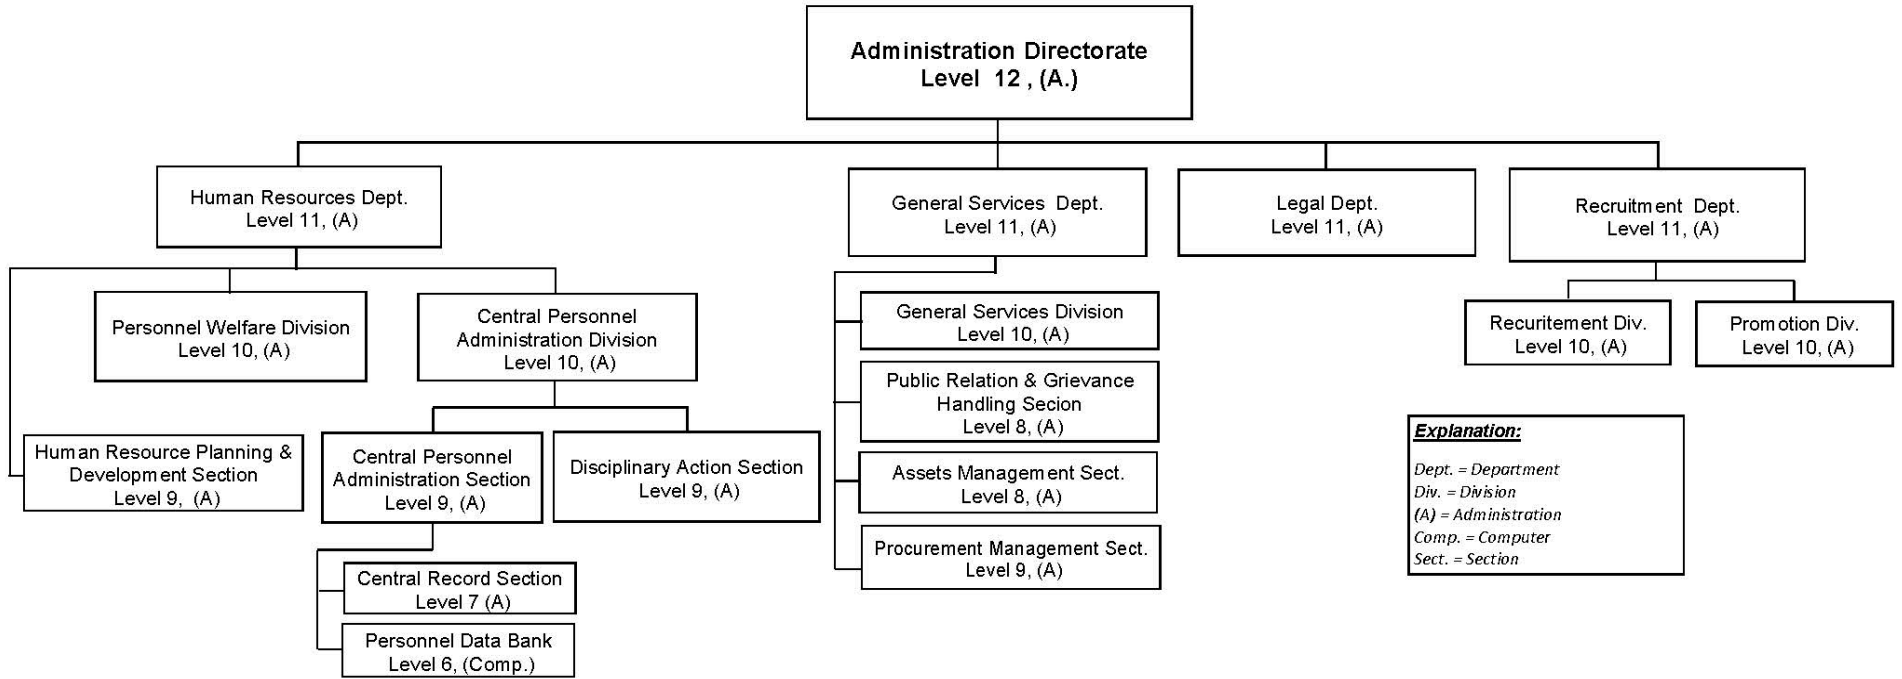 Administration Directorate
Level 12 , (A.)
Human Resources Dept.
Level 11, (A)
General Services Dept.
Level 11, (A)
Legal Dept.
Level 11, (A)
Recruitment Dept.
Level 11, (A)
Personnel Welfare Division
Level 10, (A)
Central Personnel
Administration Division
Level 10, (A)
General Services Division
Level 10, (A)
Recuritement Div.
Level 10, (A)
Promotion Div.
Level 10, (A)
Public Relation & Grievance
Handling Secion
Level 8, (A)
Human Resource Planning &
Development Section
Level 9, (A)
Central Personnel
Administration Section
Level 9, (A)
Disciplinary Action Section
Level 9, (A)
Assets Management Sect.
Level 8, (A)
Procurement Management Sect.
Level 9, (A)
Central Record Section
Level 7 (A)
Personnel Data Bank
Level 6, (Comp.)
Explanation:
Dept. = Department
Div. = Division
(A) = Administration
Comp. = Computer
Sect. = Section